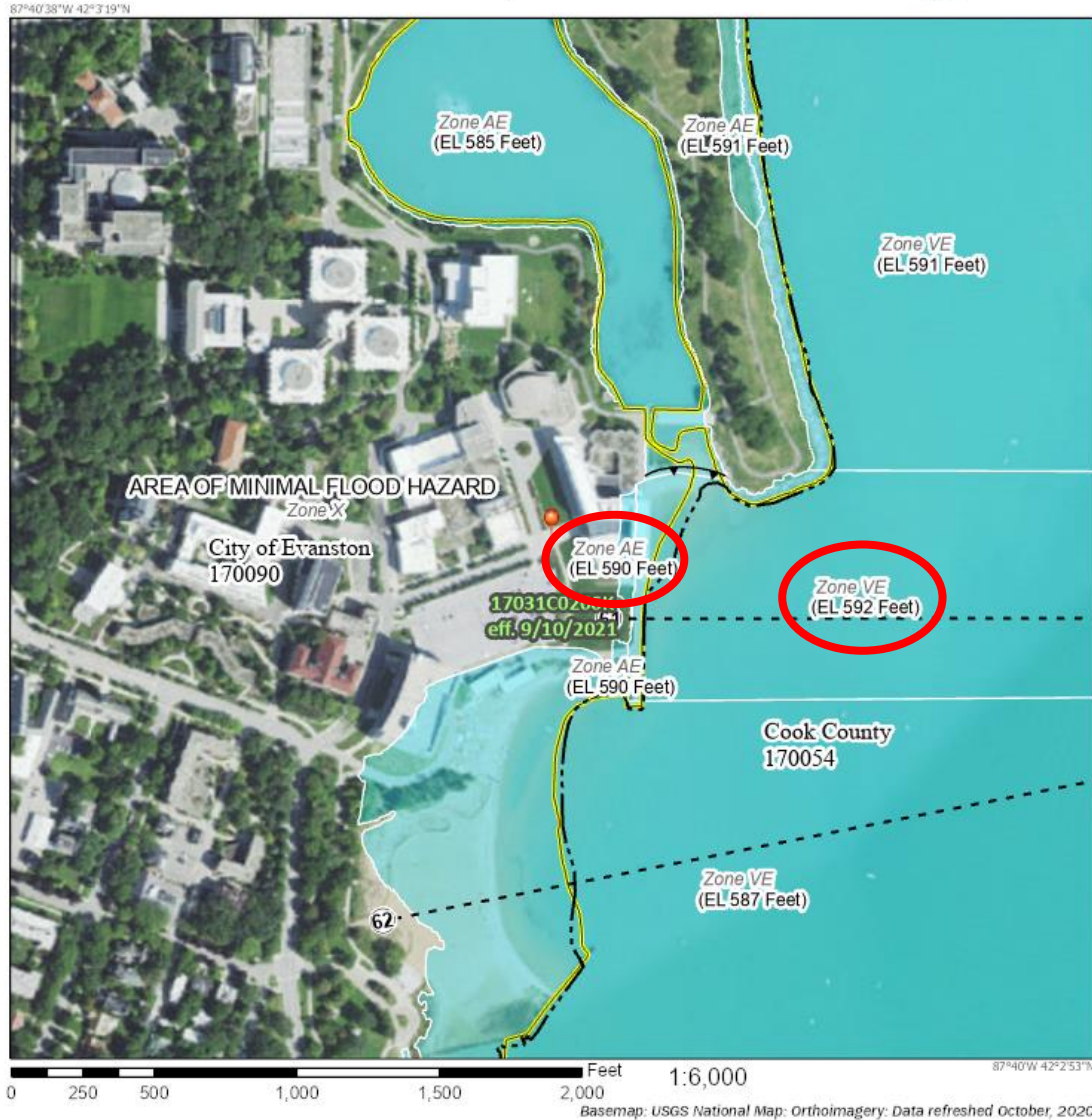 87°40'38"W 42°3'19"N
Zone AE
(EL 585 Feet)
Zone AE
(EL 591 Feet)
Zone VE
(EL 591 Feet)
AREA OF MINIMAL FLOOD HAZARD
Zone X
City of Evanston
170090
Zone AE
(EL 590 Feet)
Zone VE
(EL 592 Feet)
eff. 9/10/2021
Zone AE
(EL 590 Feet)
Cook County
170054
Zone VE
(EL 587 Feet)
62
87°40'W 42°2'53"N
Feet
1:6,000
0 250 500 1,000 1,500 2,000
Basemap: USGS National Map: Orthoimagery: Data refreshed October, 2020